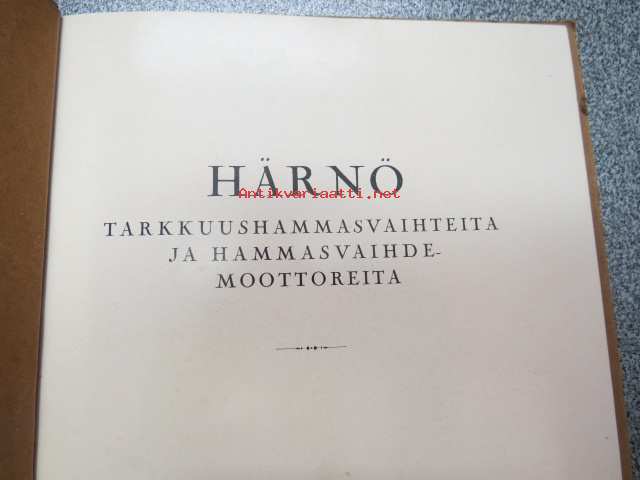 HÄRNÖ
Antikvariaatti.net
TARKKUUSHAMMASVAIHTEITA
JA HAMMASVAIHDE-
MOOTTOREITA